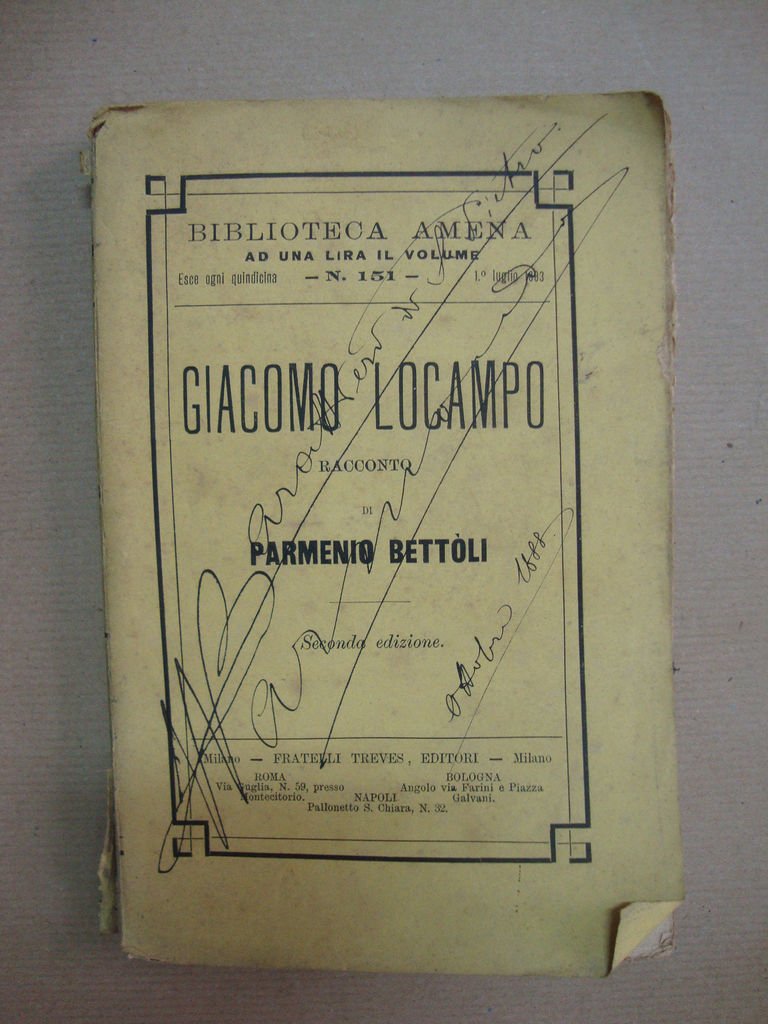 BIBLIOTECA AMENA
AD UNA LIRA IL VOLUME
Esce ogni quindicina — N. 151 — 1.º luglio
GIACOMO LOCAMPO
RACCONTO
DI
PARMENIO BETTÒLI
Seconda edizione.
Milano — FRATELLI TREVES, EDITORI — Milano
ROMA BOLOGNA
Via Guglia, N. 59, presso Angolo via Farini e Piazza
Montecitorio. NAPOLI Galvani.
Pallonetto S. Chiara, N. 32.
Ottobre 1888